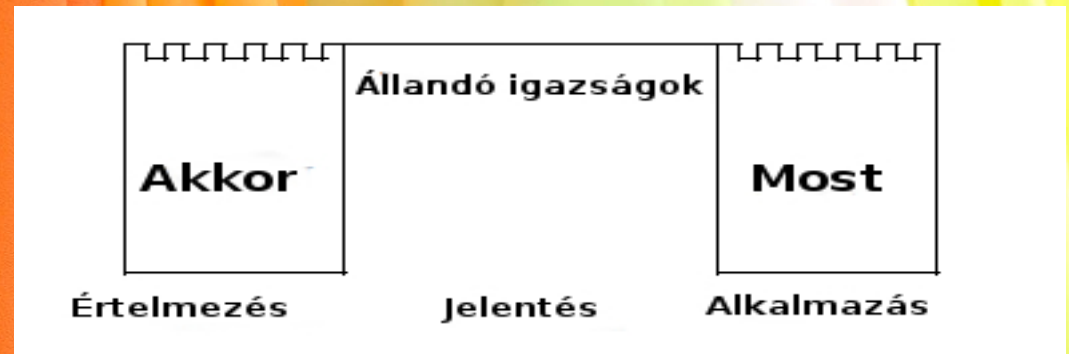 Állandó igazságok
Akkor
Most
Értelmezés
Jelentés
Alkalmazás